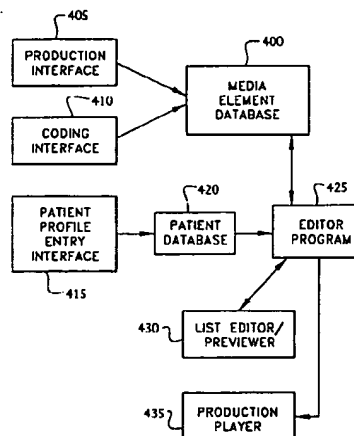 405
PRODUCTION
INTERFACE
400
MEDIA
ELEMENT
DATABASE
410
CODING
INTERFACE
420
425
PATIENT
PROFILE
ENTRY
INTERFACE
PATIENT
DATABASE
EDITOR
PROGRAM
415
430
LIST EDITOR/
PREVIEWER
435
PRODUCTION
PLAYER